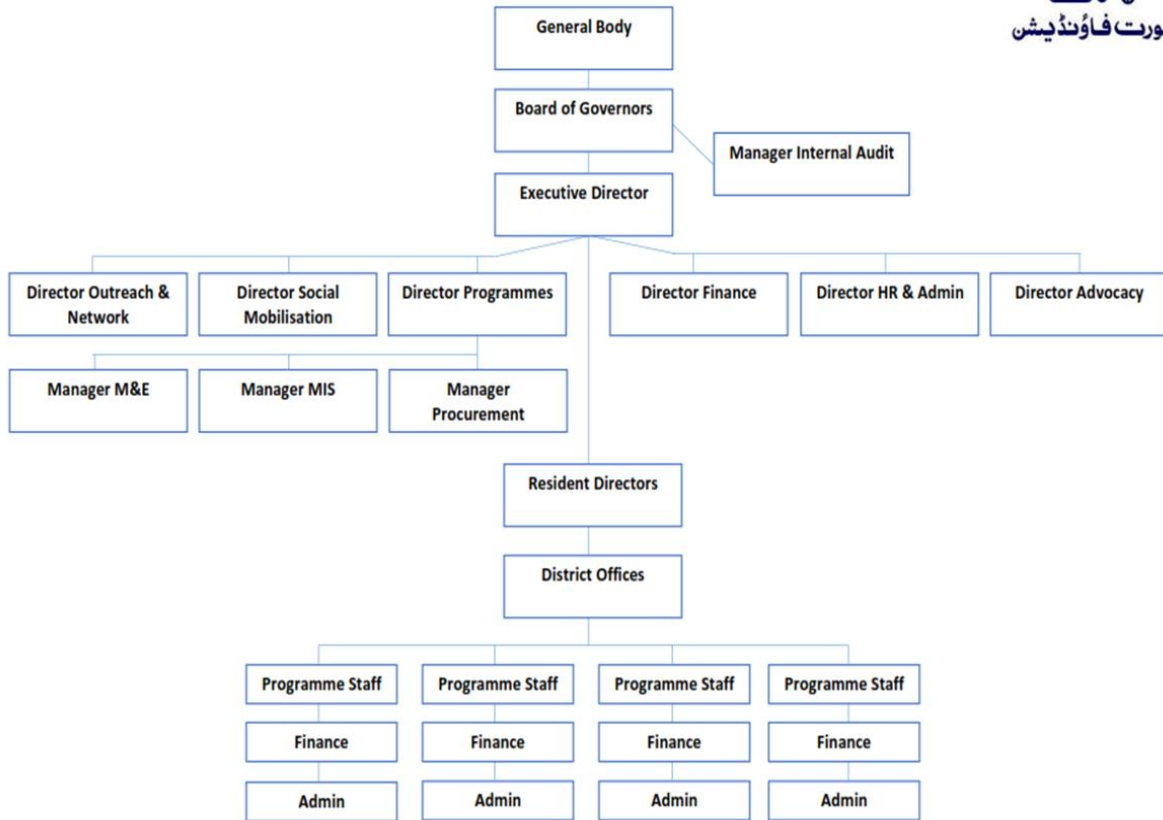 فاؤنڈیشن
General Body
Board of Governors
Manager Internal Audit
Executive Director
Director Outreach &
Network
Director Social
Mobilisation
Director Programmes
Director Finance
Director HR & Admin
Director Advocacy
Manager M&E
Manager MIS
Manager
Procurement
Resident Directors
District Offices
Programme Staff
Programme Staff
Programme Staff
Programme Staff
Finance
Finance
Finance
Finance
Admin
Admin
Admin
Admin